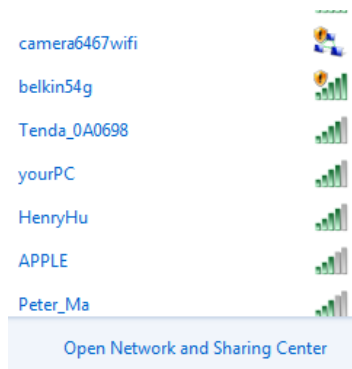 camera6467wifi
belkin54g
Tenda_0A0698
yourPC
HenryHu
APPLE
Peter_Ma
Open Network and Sharing Center